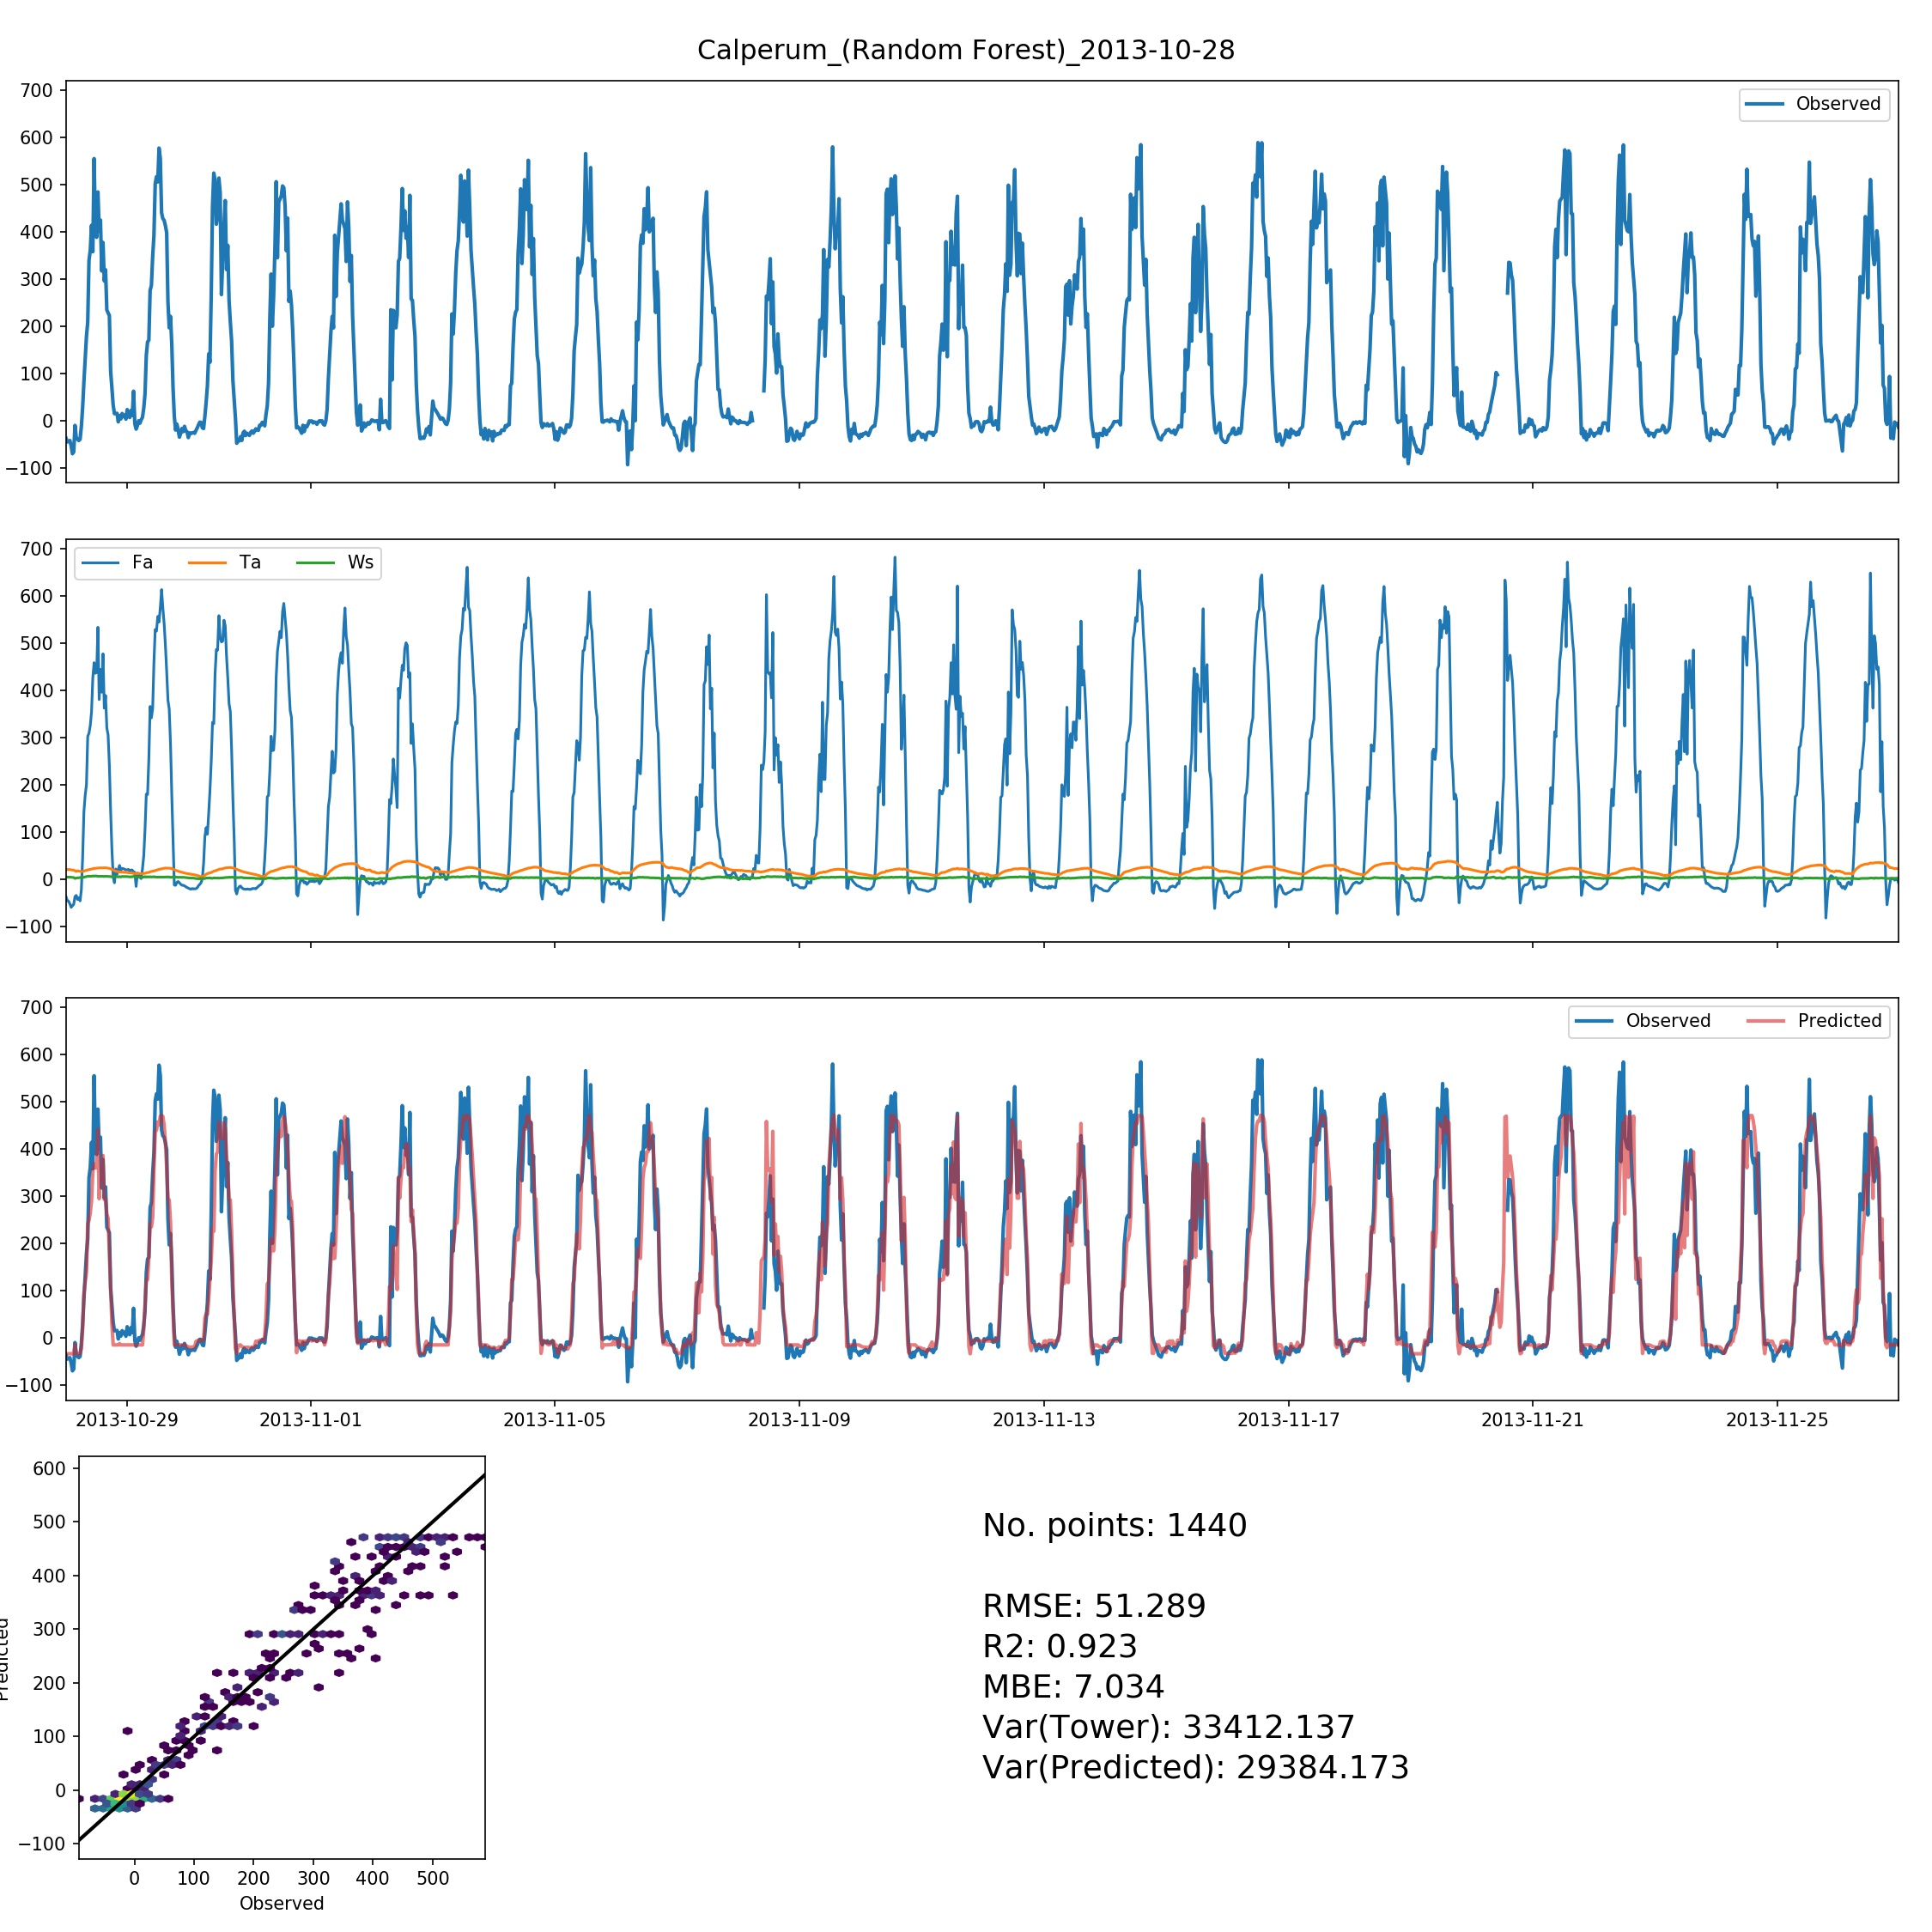 Calperum_(Random Forest)_2013-10-28
700
600
500
400
300
200
100
0
−100
Observed
700
600
500
400
300
200
100
0
−100
Fa Ta Ws
700
600
500
400
300
200
100
0
−100
Observed Predicted
2013-10-29 2013-11-01 2013-11-05 2013-11-09 2013-11-13 2013-11-17 2013-11-21 2013-11-25
600
500
400
300
200
100
0
−100
Predicted
0 100 200 300 400 500
Observed
No. points: 1440
RMSE: 51.289
R2: 0.923
MBE: 7.034
Var(Tower): 33412.137
Var(Predicted): 29384.173